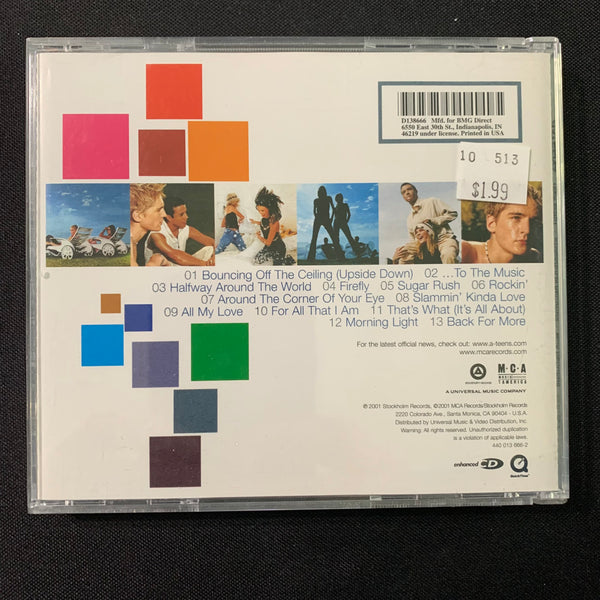 D138666 Mfd. for BMG Direct
6550 East 30th St., Indianapolis, IN
46219 under license. Printed in USA
10 513
$1.99
01 Bouncing Off The Ceiling (Upside Down) 02 ...To The Music
03 Halfway Around The World 04 Firefly 05 Sugar Rush 06 Rockin'
07 Around The Corner Of Your Eye 08 Slammin' Kinda Love
09 All My Love 10 For All That I Am 11 That's What (It's All About)
12 Morning Light 13 Back For More
For the latest official news, check out: www.a-teens.com
www.mcarecords.com
M·C·A
MUSIC
AMERICA
A UNIVERSAL MUSIC COMPANY
℗ 2001 Stockholm Records, ©2001 MCA Records/Stockholm Records
2220 Colorado Ave., Santa Monica, CA 90404 - U.S.A.
Distributed by Universal Music & Video Distribution, Inc.
Warning. All rights reserved. Unauthorized duplication
is a violation of applicable laws.
440 013 666-2
enhanced CD
QuickTime